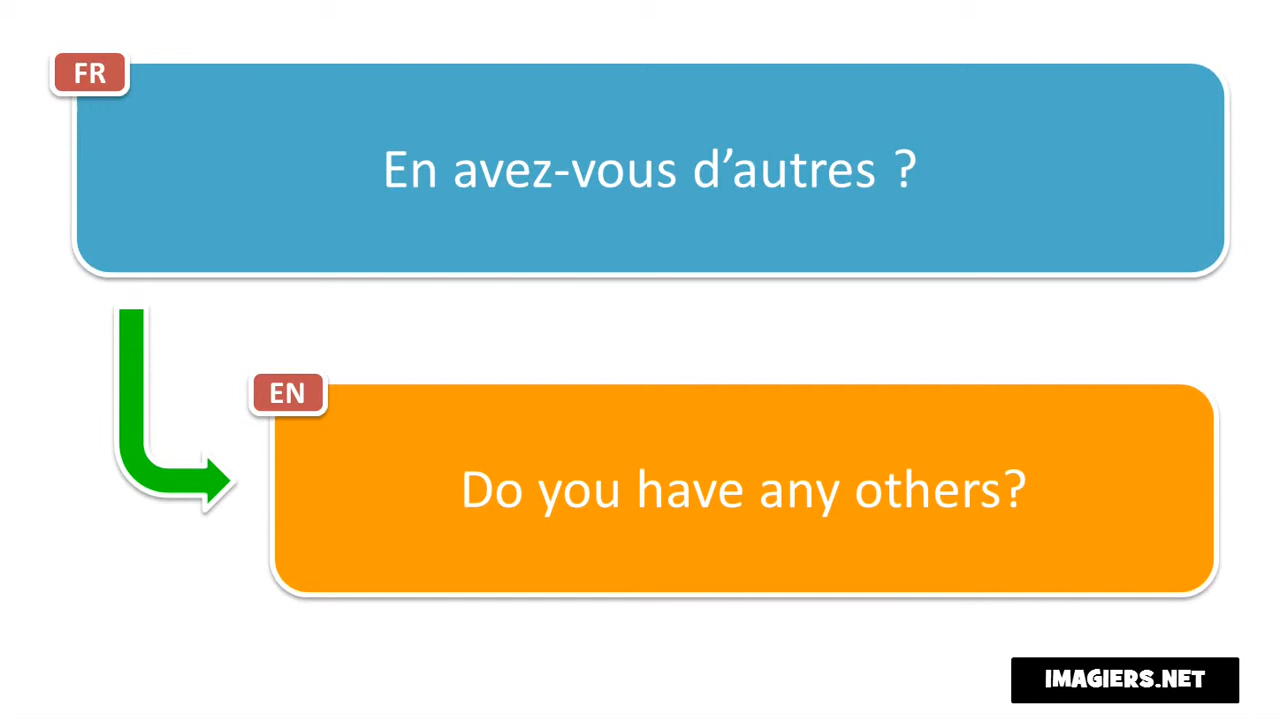 FR
En avez-vous d’autres ?
EN
Do you have any others?
IMAGIERS.NET